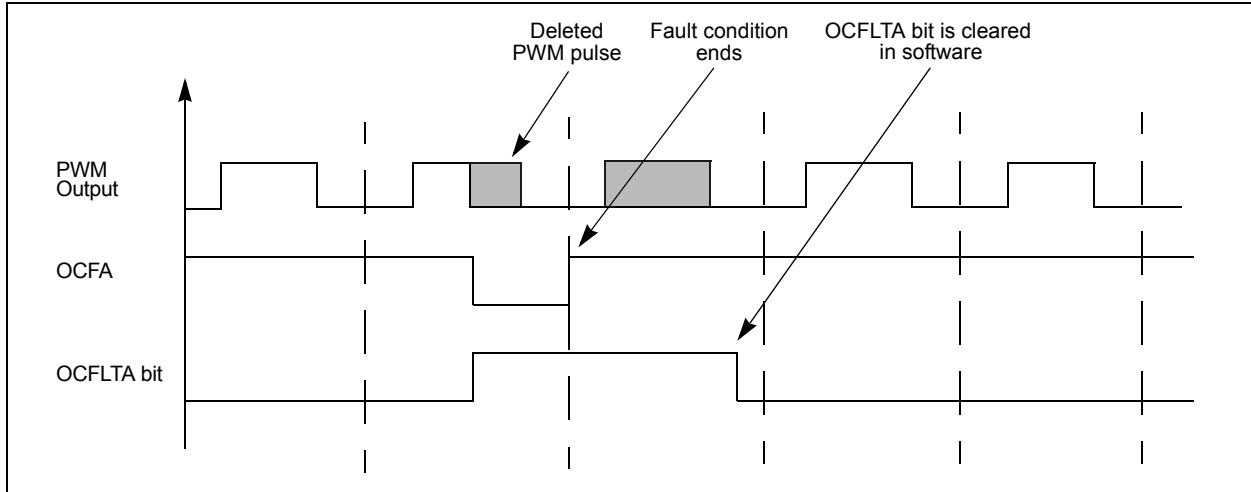 Deleted
PWM pulse
Fault condition
ends
OCFLTA bit is cleared
in software
PWM
Output
OCFA
OCFLTA bit